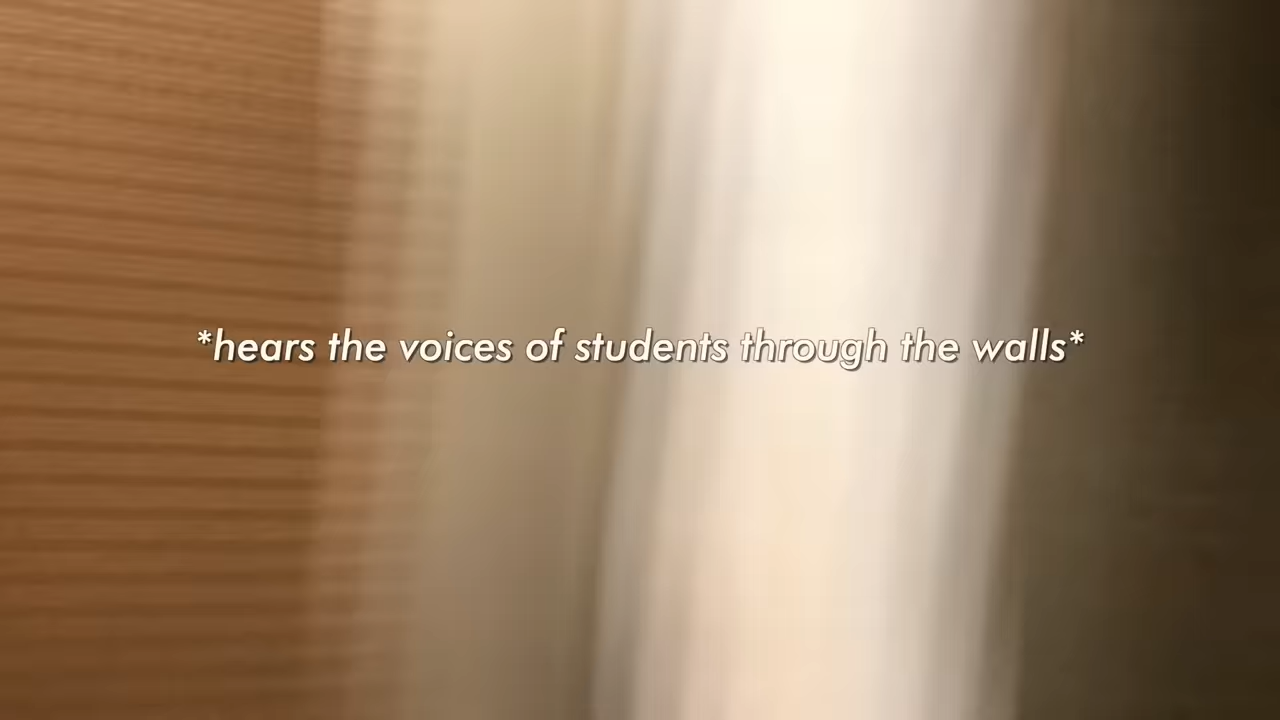 *hears the voices of students through the walls*